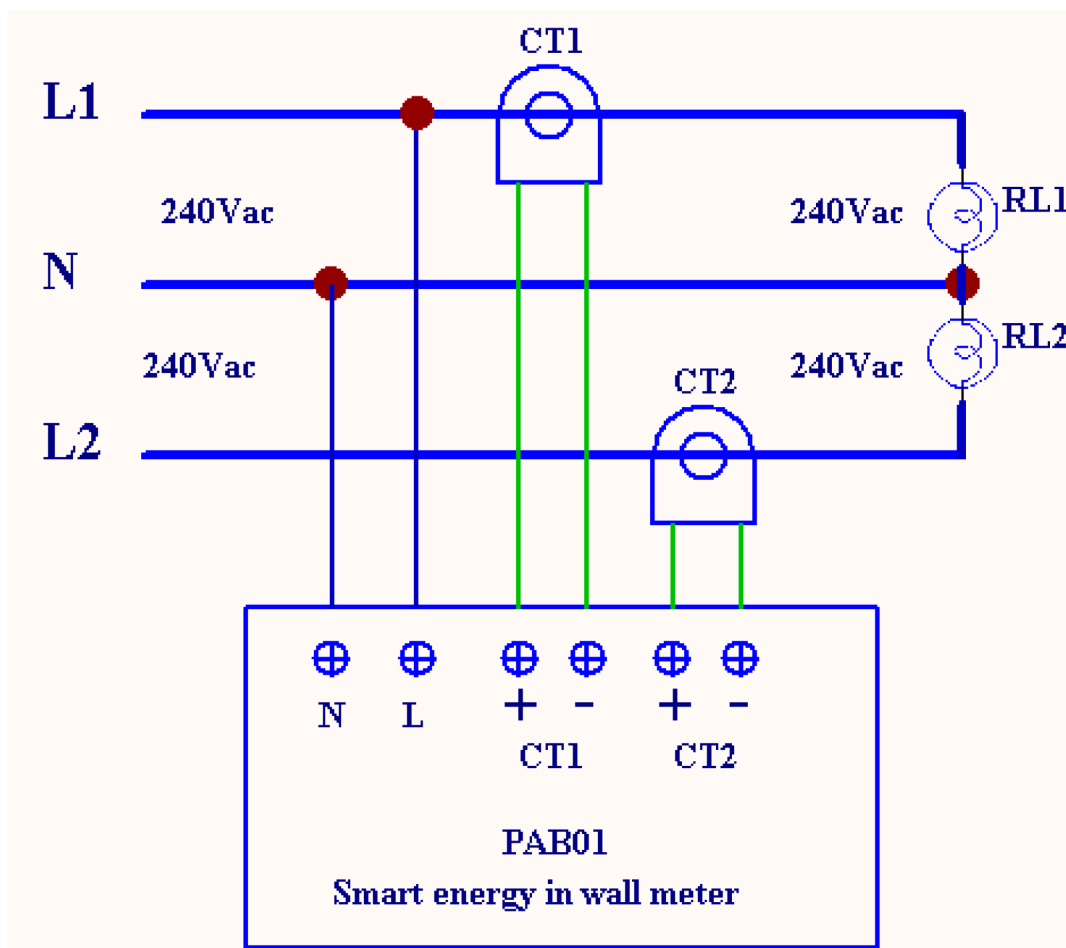 CT1
L1
240Vac
240Vac
RL1
N
240Vac
240Vac
RL2
CT2
L2
N
L
+
-
+
-
CT1
CT2
PAB01
Smart energy in wall meter